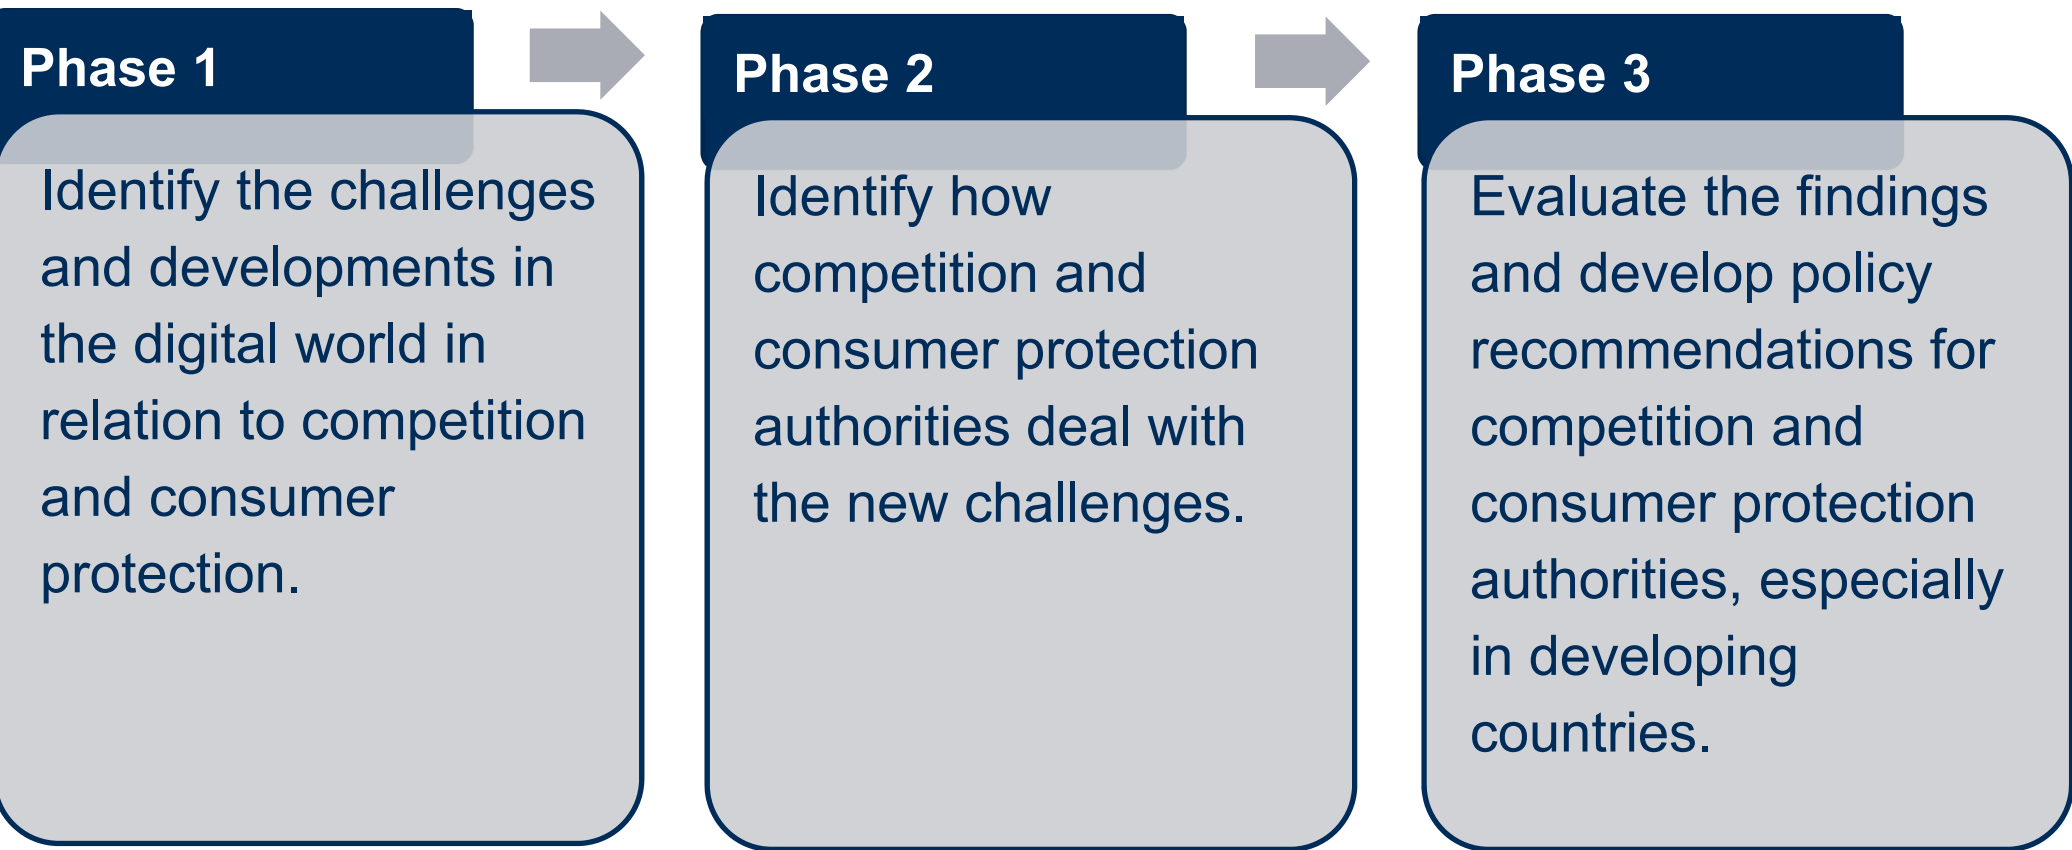 Phase 1
Identify the challenges
and developments in
the digital world in
relation to competition
and consumer
protection.
Phase 2
Identify how
competition and
consumer protection
authorities deal with
the new challenges.
Phase 3
Evaluate the findings
and develop policy
recommendations for
competition and
consumer protection
authorities, especially
in developing
countries.